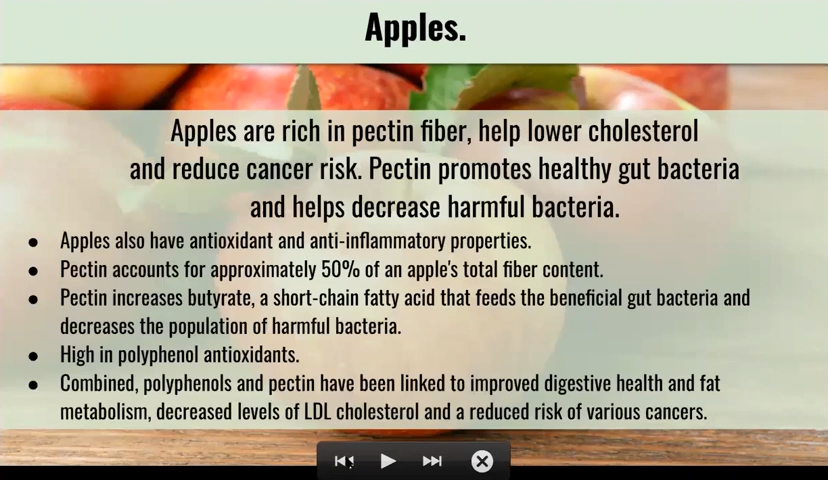 Apples.
Apples are rich in pectin fiber, help lower cholesterol
and reduce cancer risk. Pectin promotes healthy gut bacteria
and helps decrease harmful bacteria.
● Apples also have antioxidant and anti-inflammatory properties.
● Pectin accounts for approximately 50% of an apple's total fiber content.
● Pectin increases butyrate, a short-chain fatty acid that feeds the beneficial gut bacteria and
decreases the population of harmful bacteria.
● High in polyphenol antioxidants.
● Combined, polyphenols and pectin have been linked to improved digestive health and fat
metabolism, decreased levels of LDL cholesterol and a reduced risk of various cancers.